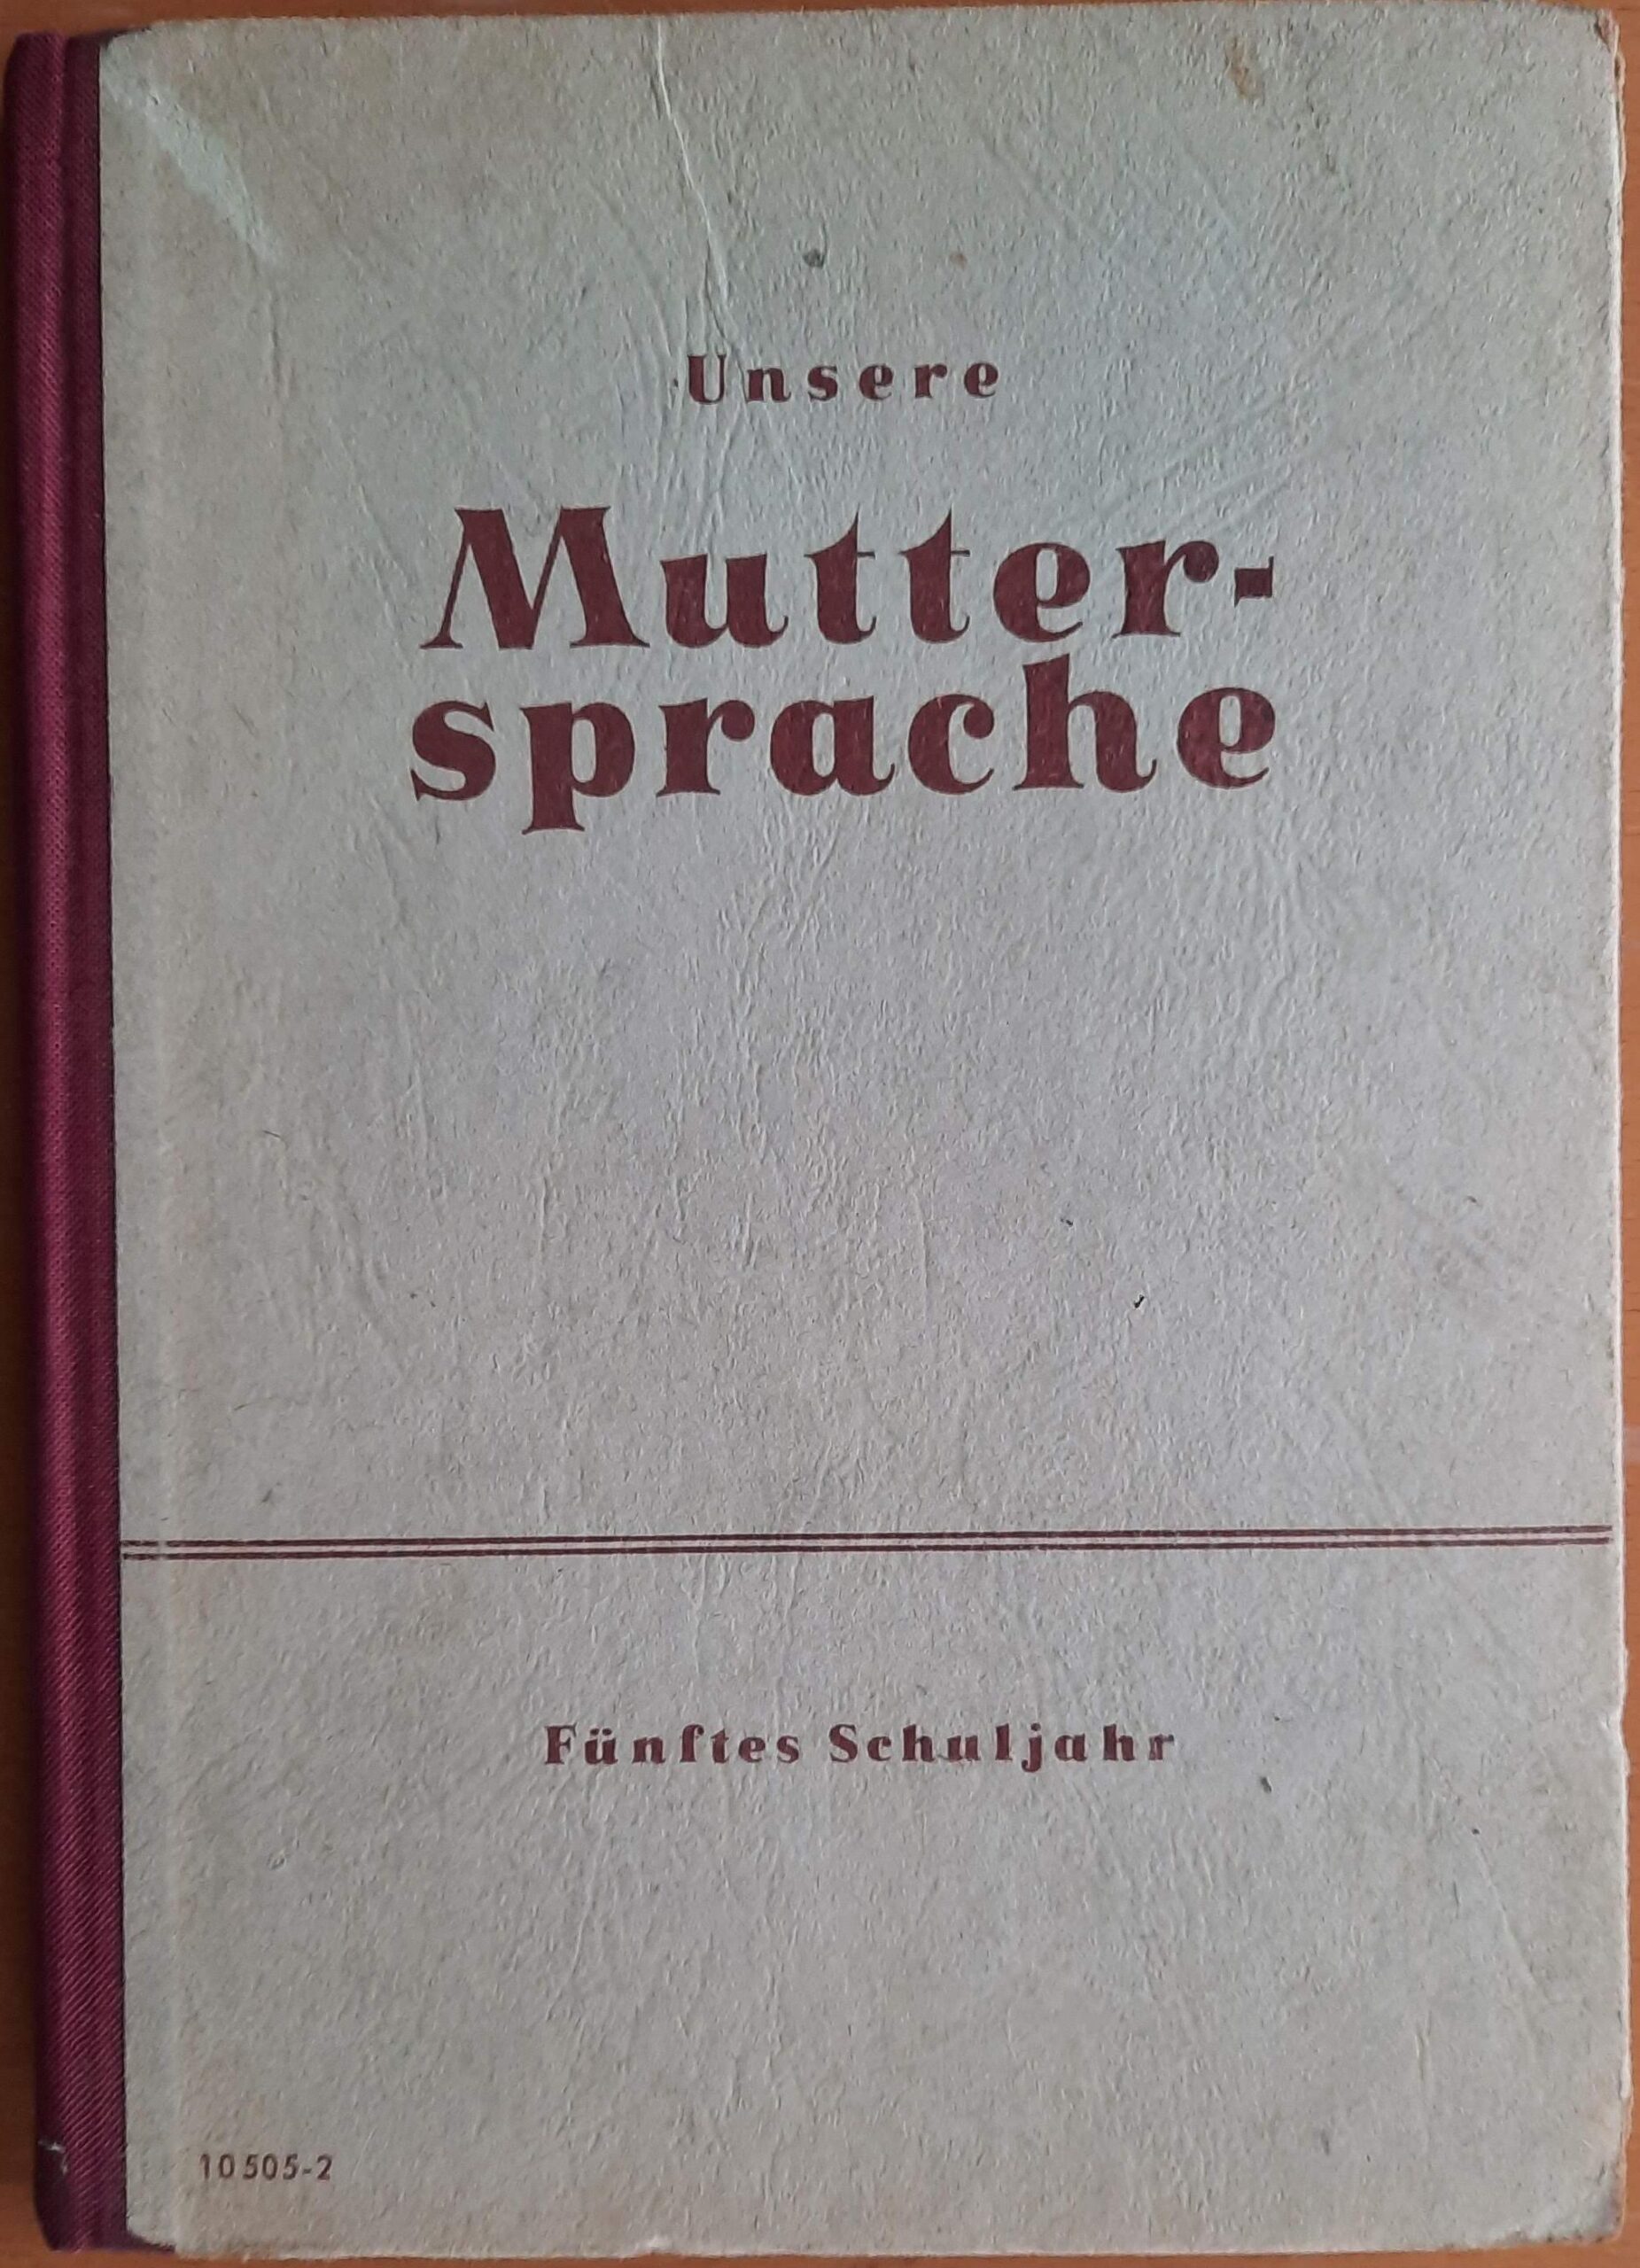 Unsere
Mutter-
sprache
Fünftes Schuljahr
10505-2